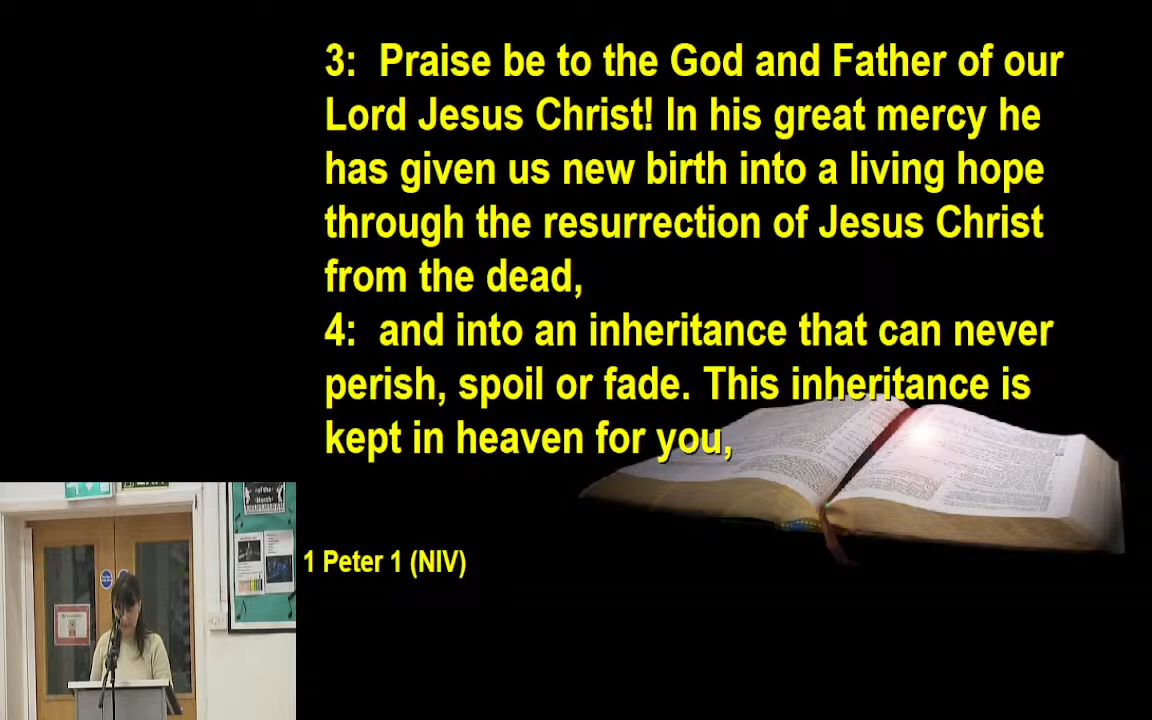 3: Praise be to the God and Father of our
Lord Jesus Christ! In his great mercy he
has given us new birth into a living hope
through the resurrection of Jesus Christ
from the dead,
4: and into an inheritance that can never
perish, spoil or fade. This inheritance is
kept in heaven for you,
1 Peter 1 (NIV)
of the
Month